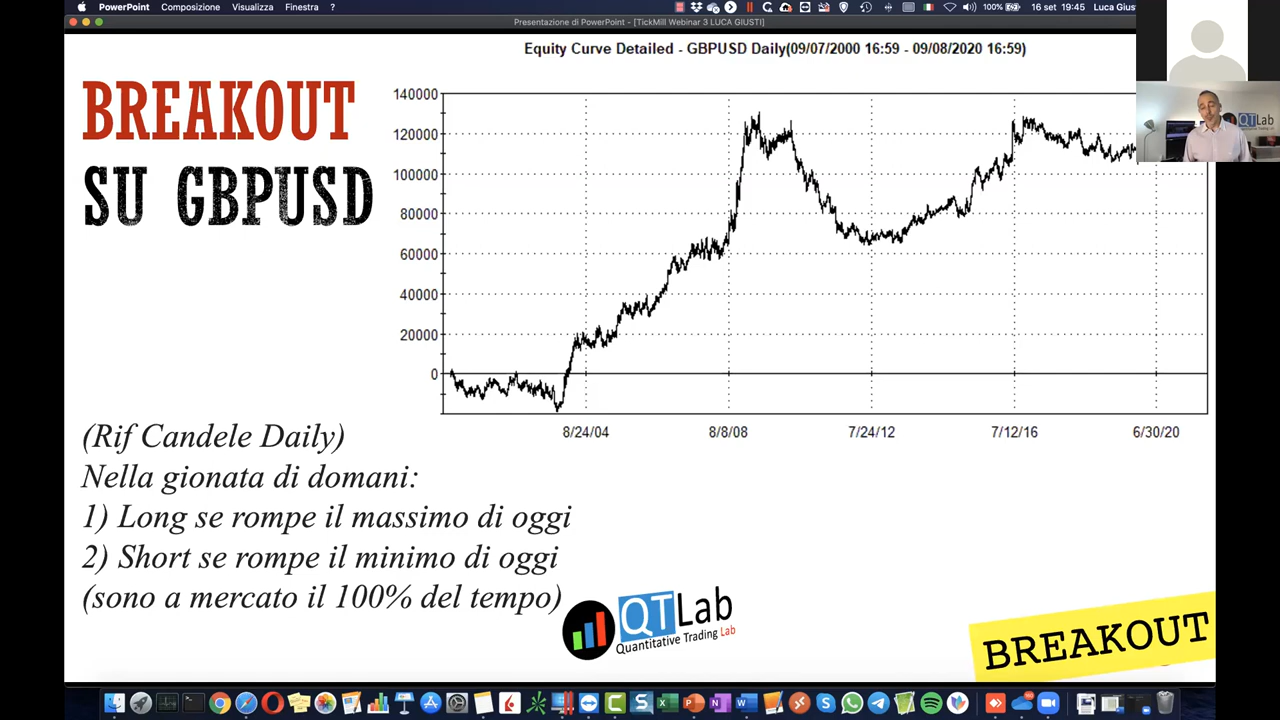 PowerPoint Composizione Visualizza Finestra ?
100% 16 set 19:45 Luca Gius
Presentazione di PowerPoint - [TickMill Webinar 3 LUCA GIUSTI]
Equity Curve Detailed - GBPUSD Daily(09/07/2000 16:59 - 09/08/2020 16:59)
BREAKOUT
SU GBPUSD
140000
120000
100000
80000
60000
40000
20000
0
8/24/04 8/8/08 7/24/12 7/12/16 6/30/20
QTLab
(Rif Candele Daily)
Nella gionata di domani:
1) Long se rompe il massimo di oggi
2) Short se rompe il minimo di oggi
(sono a mercato il 100% del tempo)
QTLab
Quantitative Trading Lab
BREAKOUT